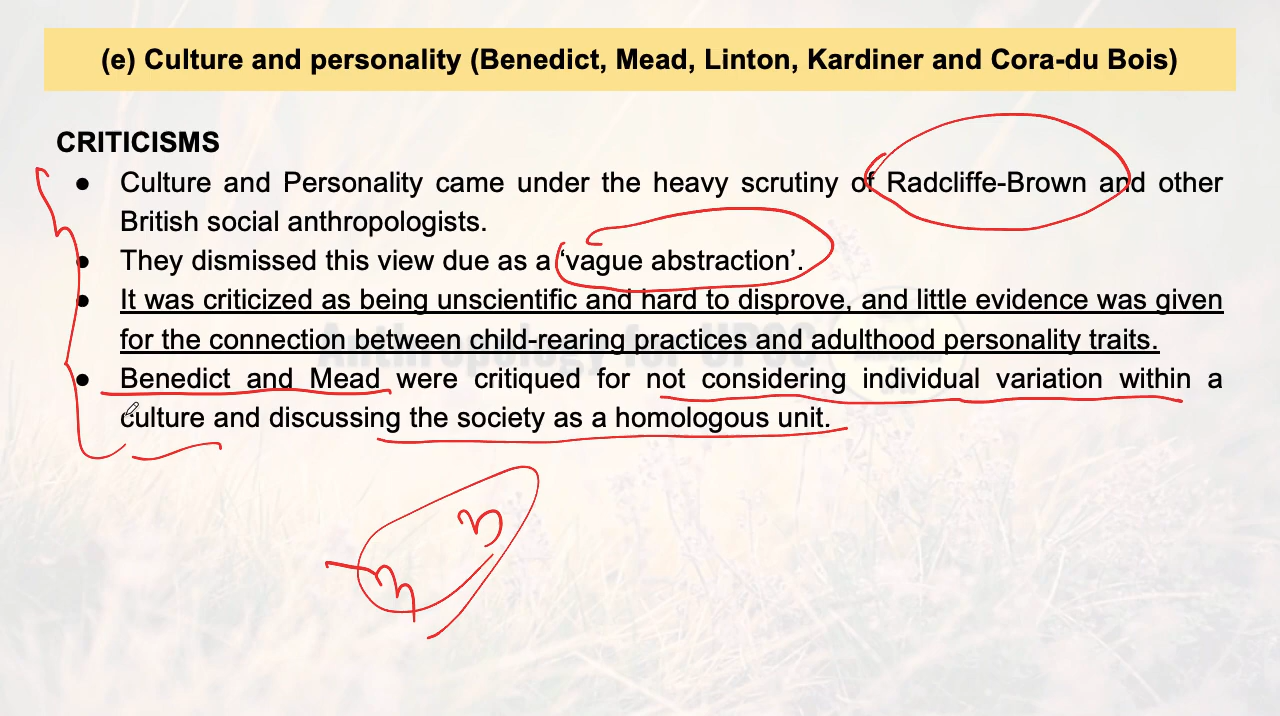 (e) Culture and personality (Benedict, Mead, Linton, Kardiner and Cora-du Bois)
CRITICISMS
● Culture and Personality came under the heavy scrutiny of Radcliffe-Brown and other
British social anthropologists.
● They dismissed this view due as a ‘vague abstraction’.
● It was criticized as being unscientific and hard to disprove, and little evidence was given
for the connection between child-rearing practices and adulthood personality traits.
Anthropology for UPSC
● Benedict and Mead were critiqued for not considering individual variation within a
culture and discussing the society as a homologous unit.